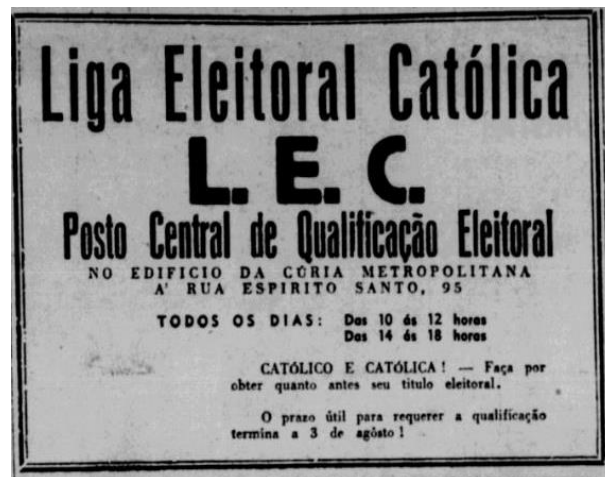 Liga Eleitoral Católica
L. E. C.
Posto Central de Qualificação Eleitoral
NO EDIFICIO DA CÚRIA METROPOLITANA
A' RUA ESPIRITO SANTO, 95
TODOS OS DIAS: Das 10 ás 12 horas
Das 14 ás 18 horas
CATÓLICO E CATÓLICA! — Faça por
obter quanto antes seu titulo eleitoral.
O prazo útil para requerer a qualificação
termina a 3 de agôsto!